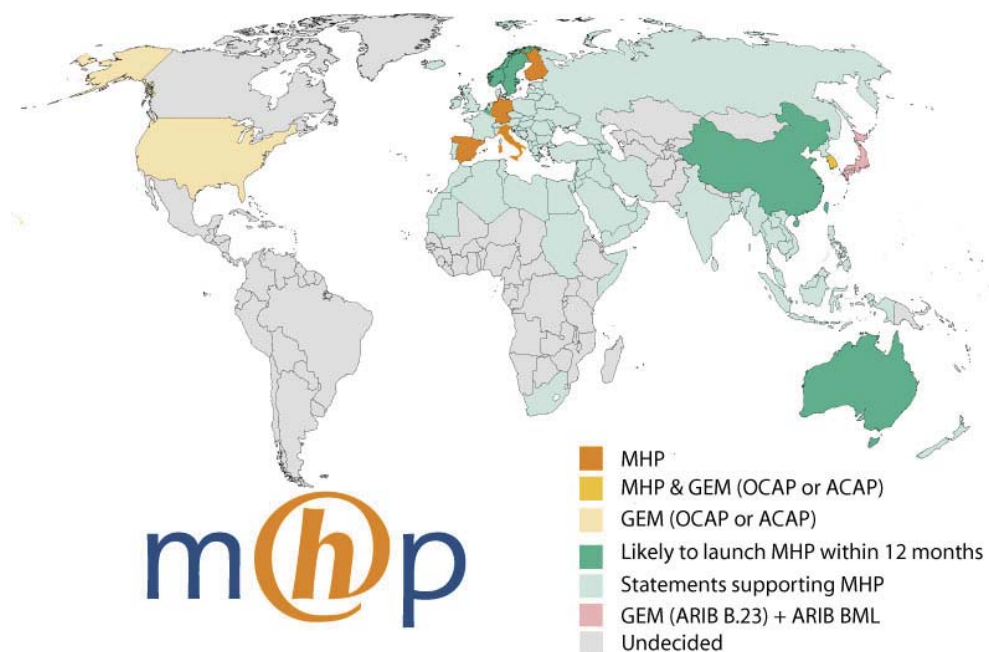 MHP
MHP & GEM (OCAP or ACAP)
GEM (OCAP or ACAP)
Likely to launch MHP within 12 months
Statements supporting MHP
GEM (ARIB B.23) + ARIB BML
Undecided
m@hp